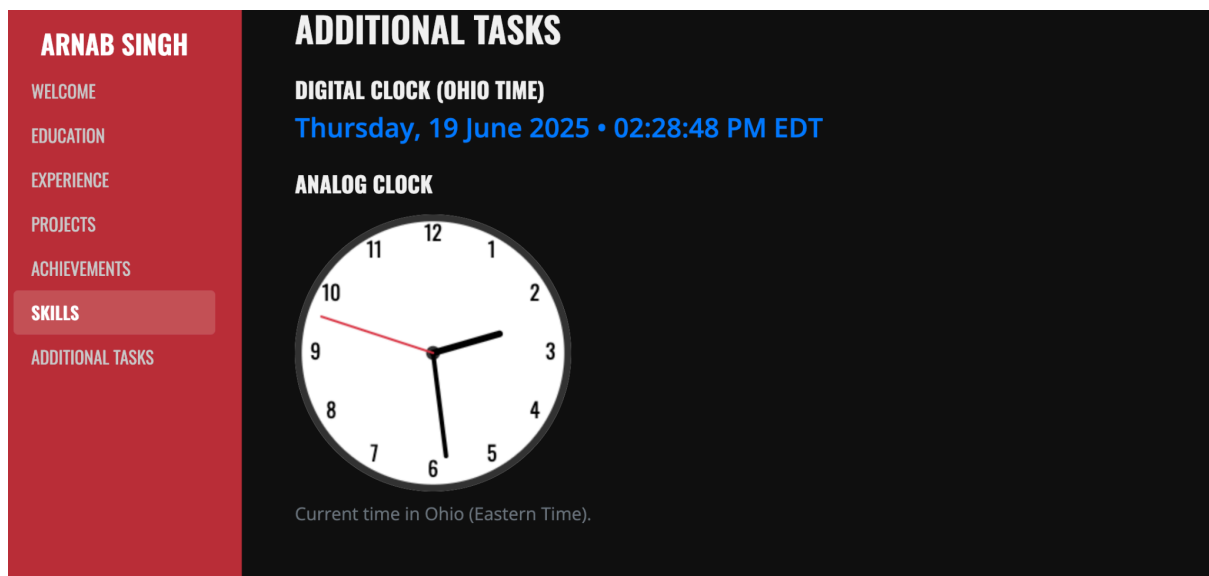 ARNAB SINGH
WELCOME
EDUCATION
EXPERIENCE
PROJECTS
ACHIEVEMENTS
SKILLS
ADDITIONAL TASKS
ADDITIONAL TASKS
DIGITAL CLOCK (OHIO TIME)
Thursday, 19 June 2025 • 02:28:48 PM EDT
ANALOG CLOCK
12
1
2
3
4
5
6
7
8
9
10
11
Current time in Ohio (Eastern Time).